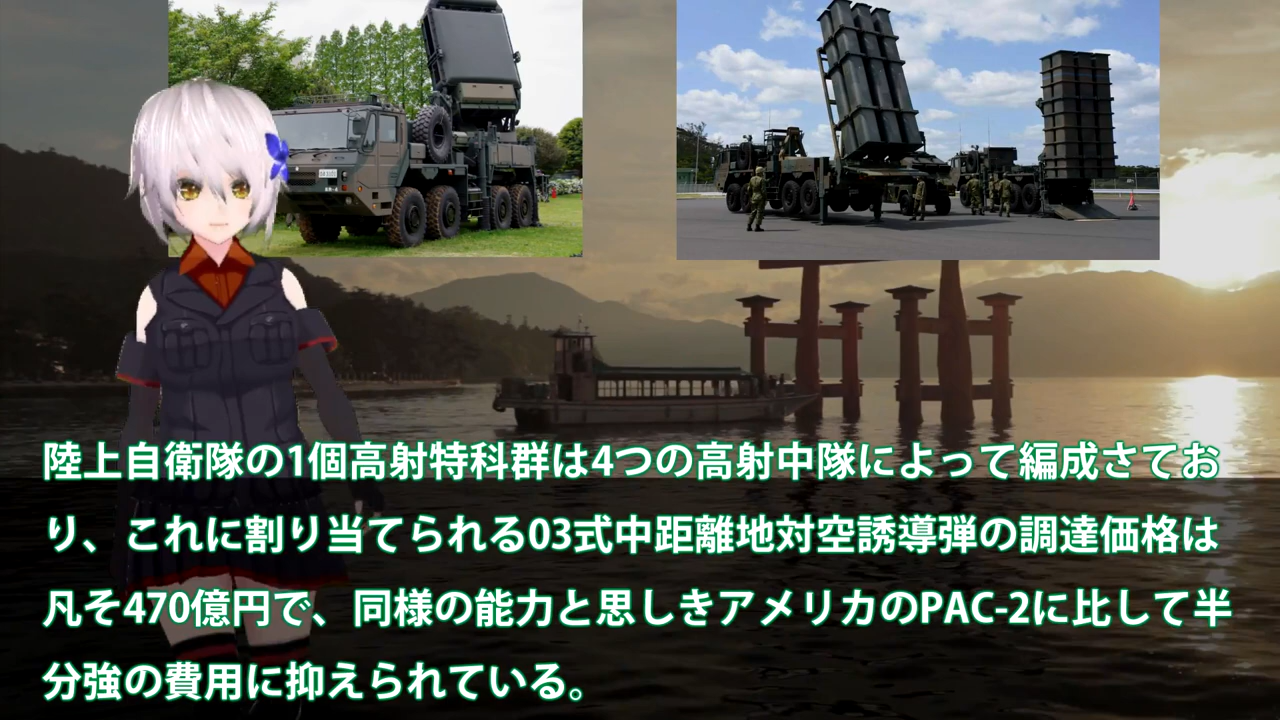 陸上自衛隊の1個高射特科群は4つの高射中隊によって編成さてお
り、これに割り当てられる03式中距離地対空誘導弾の調達価格は
凡そ470億円で、同様の能力と思しきアメリカのPAC-2に比して半
分強の費用に抑えられている。